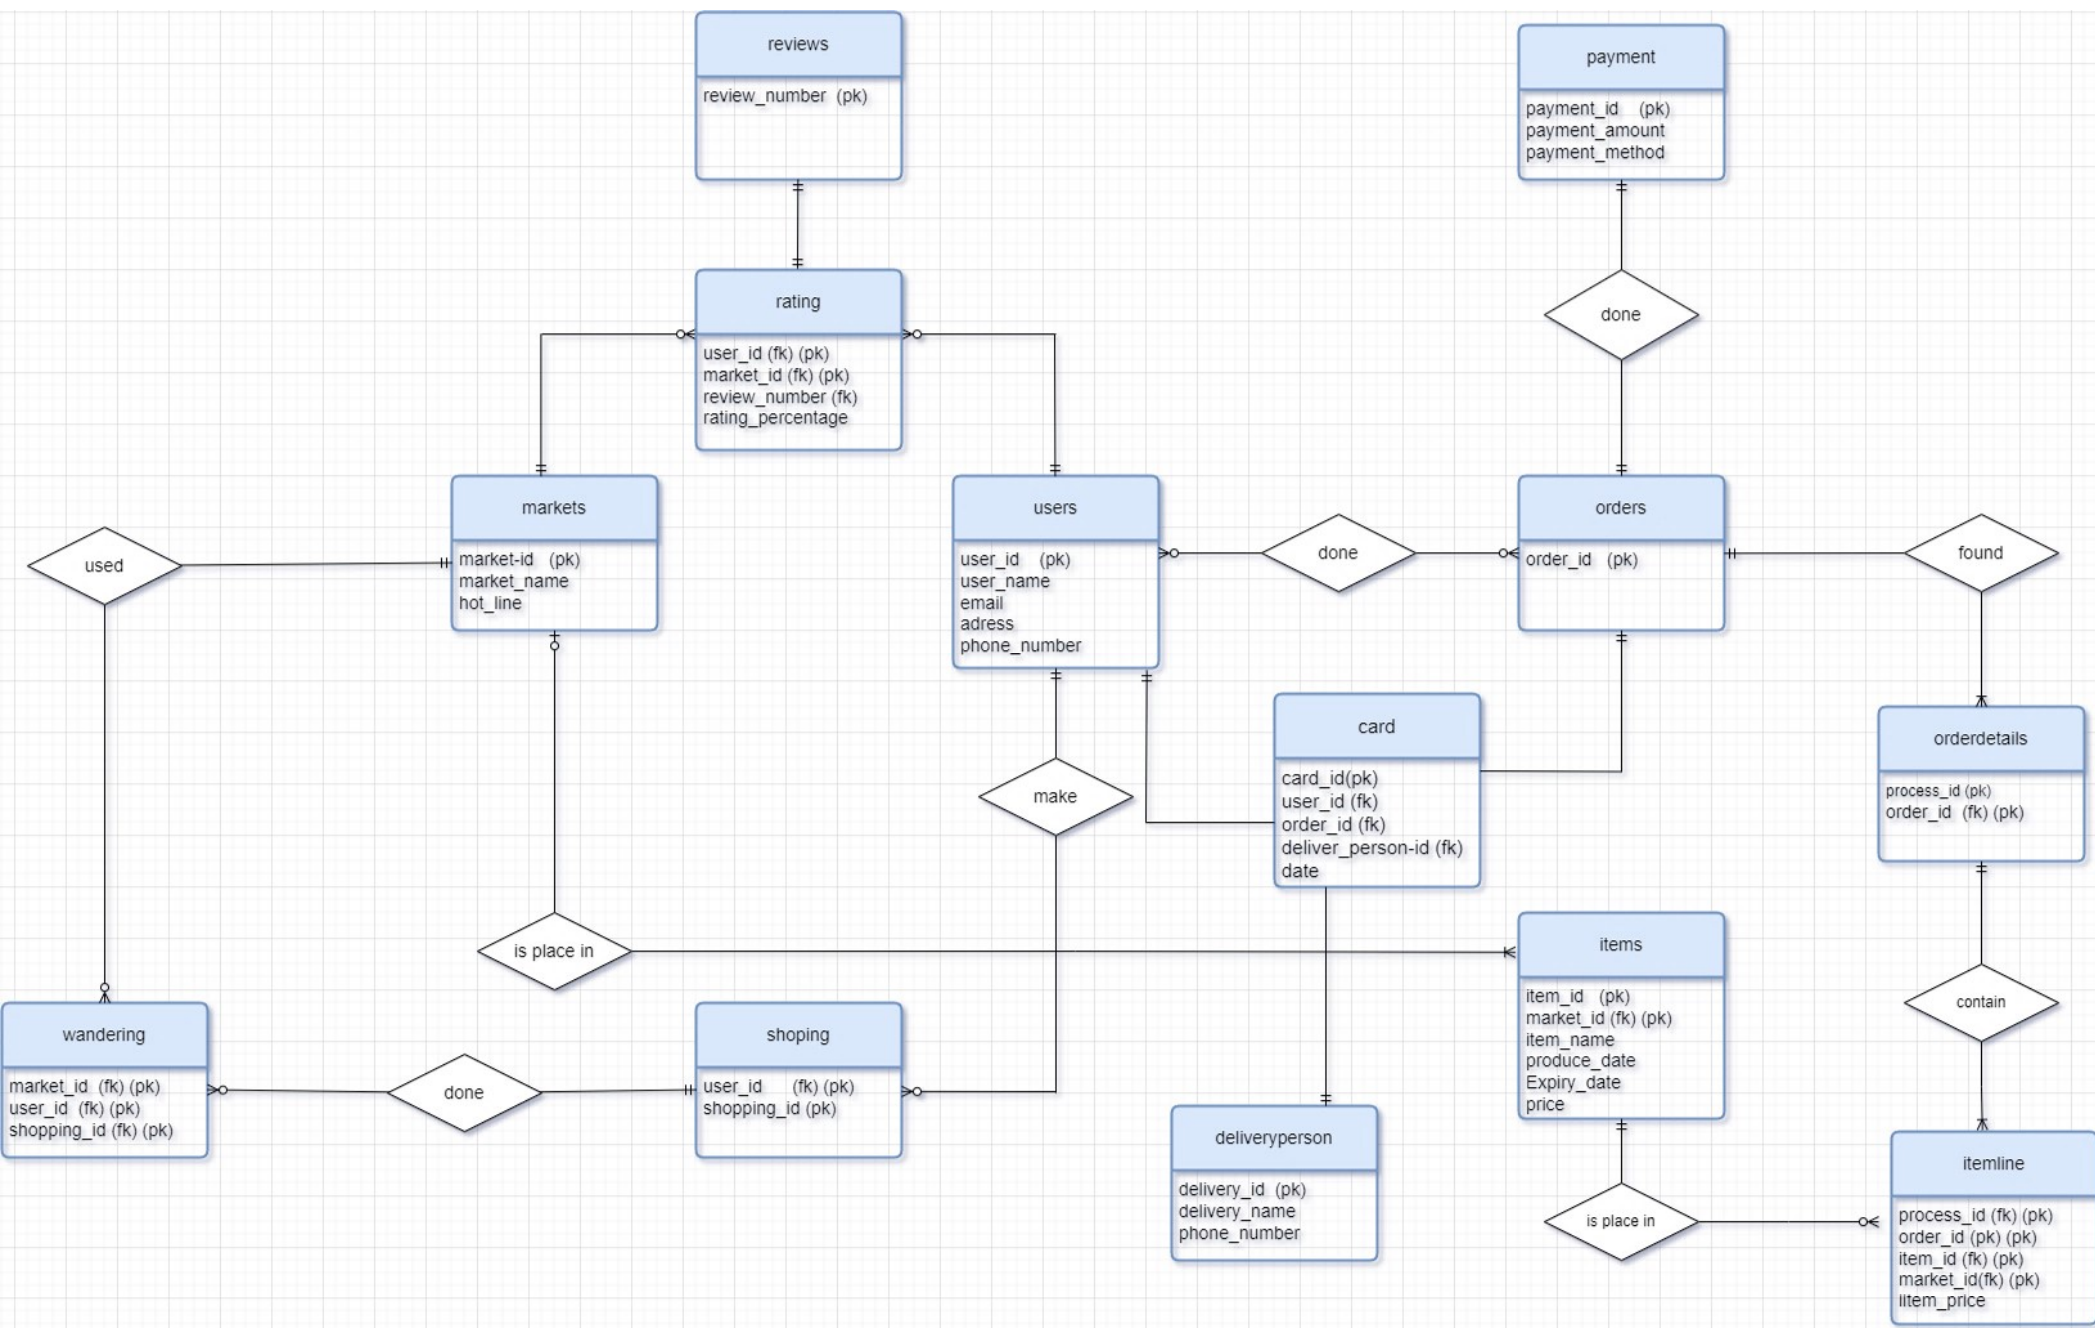 reviews
review_number (pk)
payment
payment_id (pk)
payment_amount
payment_method
rating
user_id (fk) (pk)
market_id (fk) (pk)
review_number (fk)
rating_percentage
done
markets
market-id (pk)
market_name
hot_line
users
user_id (pk)
user_name
email
adress
phone_number
done
orders
order_id (pk)
found
used
card
card_id(pk)
user_id (fk)
order_id (fk)
deliver_person-id (fk)
date
orderdetails
process_id (pk)
order_id (fk) (pk)
make
is place in
items
item_id (pk)
market_id (fk) (pk)
item_name
produce_date
Expiry_date
price
contain
wandering
market_id (fk) (pk)
user_id (fk) (pk)
shopping_id (fk) (pk)
done
shoping
user_id (fk) (pk)
shopping_id (pk)
deliveryperson
delivery_id (pk)
delivery_name
phone_number
is place in
itemline
process_id (fk) (pk)
order_id (pk) (pk)
item_id (fk) (pk)
market_id(fk) (pk)
litem_price